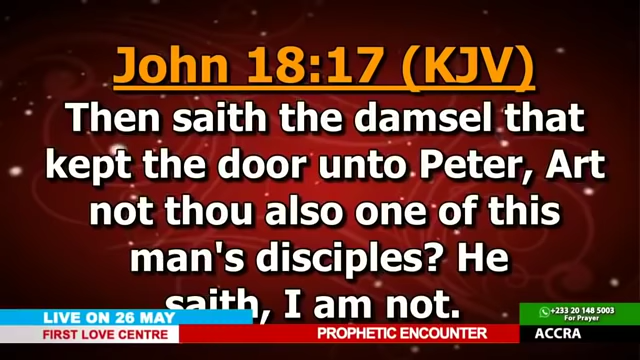 John 18:17 (KJV)
Then saith the damsel that
kept the door unto Peter, Art
not thou also one of this
man's disciples? He
saith, I am not.
LIVE ON 26 MAY
FIRST LOVE CENTRE
PROPHETIC ENCOUNTER
+233 20 148 5003
For Prayer
ACCRA